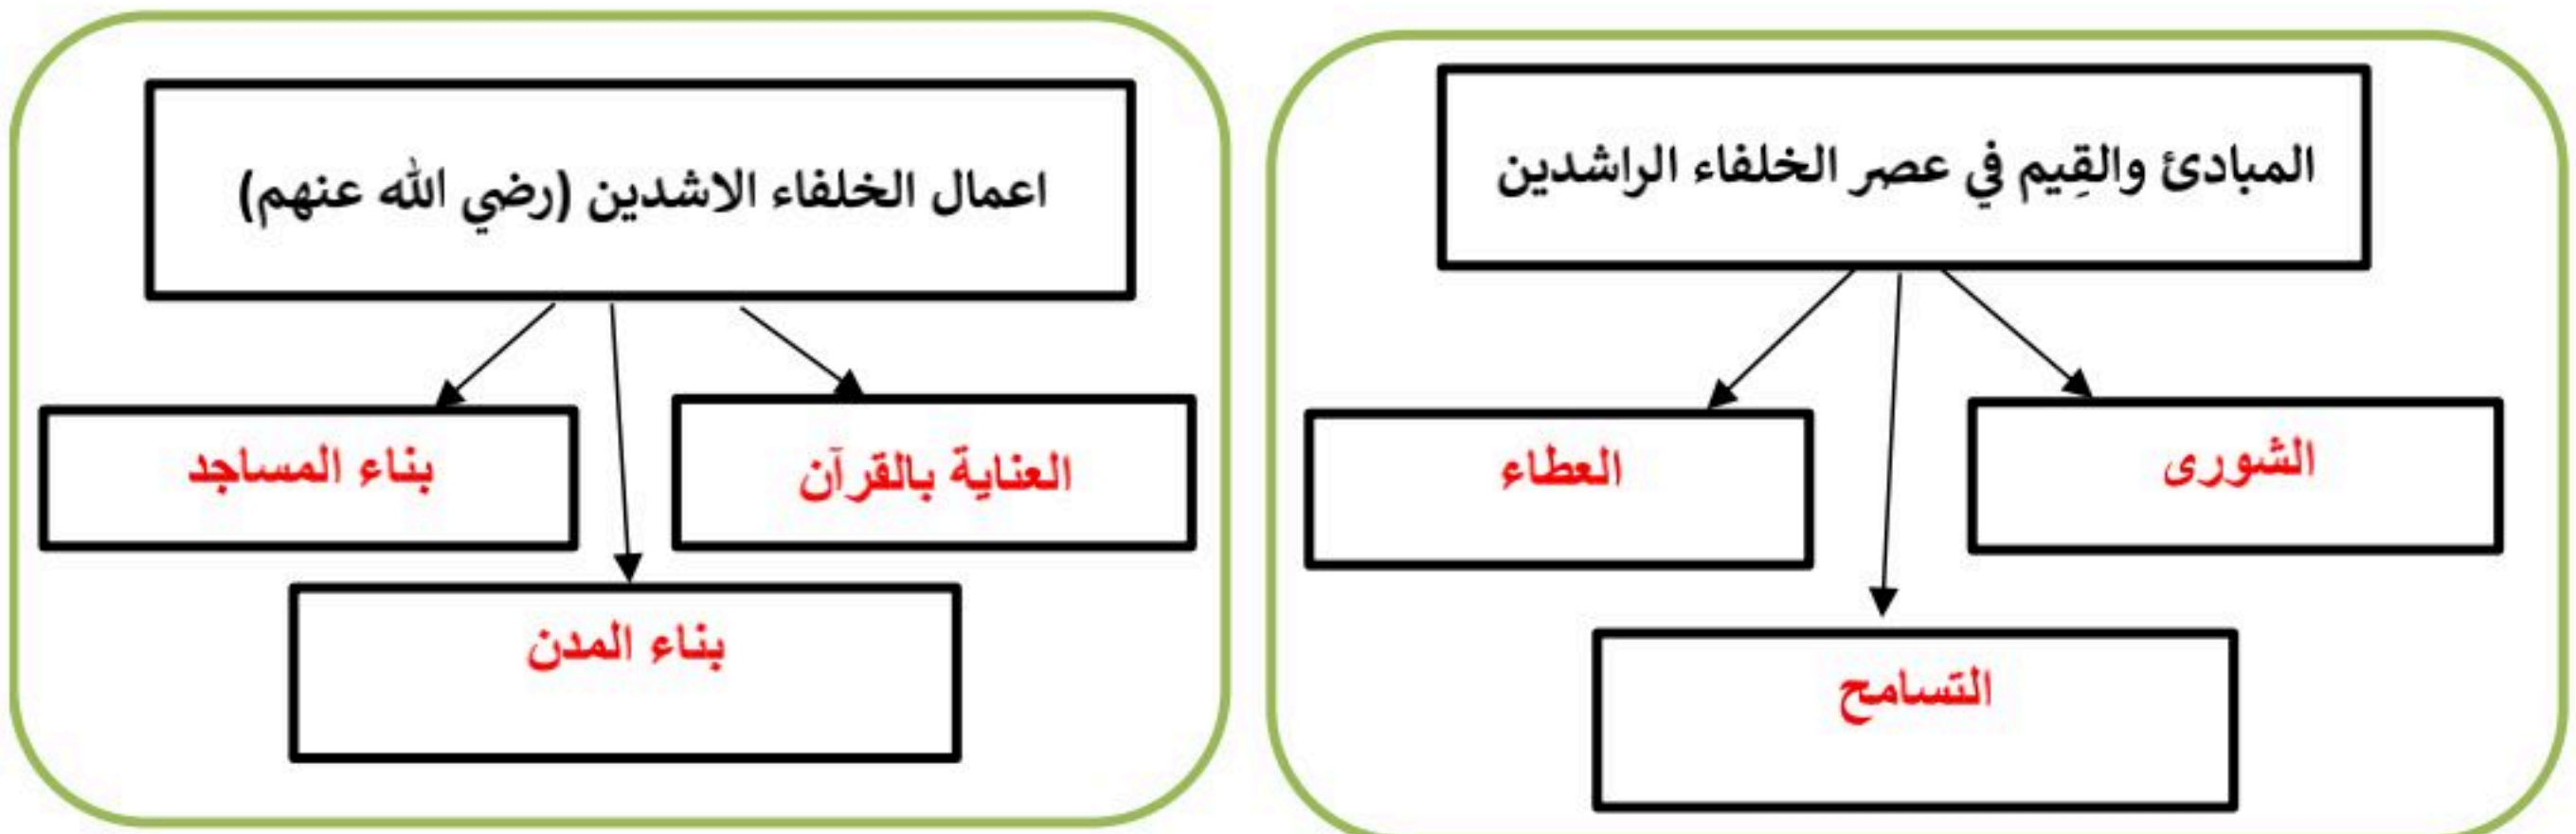 المبادئ والقِيم في عصر الخلفاء الراشدين
الشورى
العطاء
التسامح
اعمال الخلفاء الاشدين (رضي الله عنهم)
العناية بالقرآن
بناء المساجد
بناء المدن